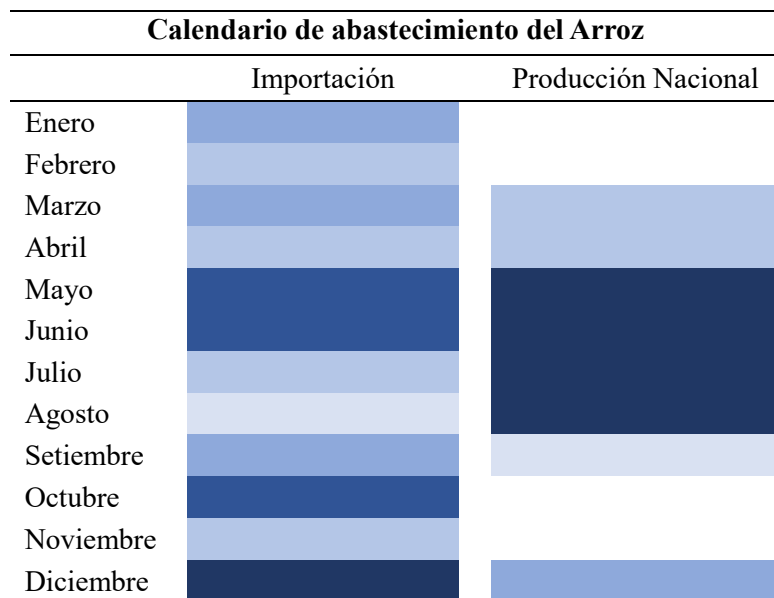 Calendario de abastecimiento del Arroz
Importación Producción Nacional
Enero
Febrero
Marzo
Abril
Mayo
Junio
Julio
Agosto
Setiembre
Octubre
Noviembre
Diciembre